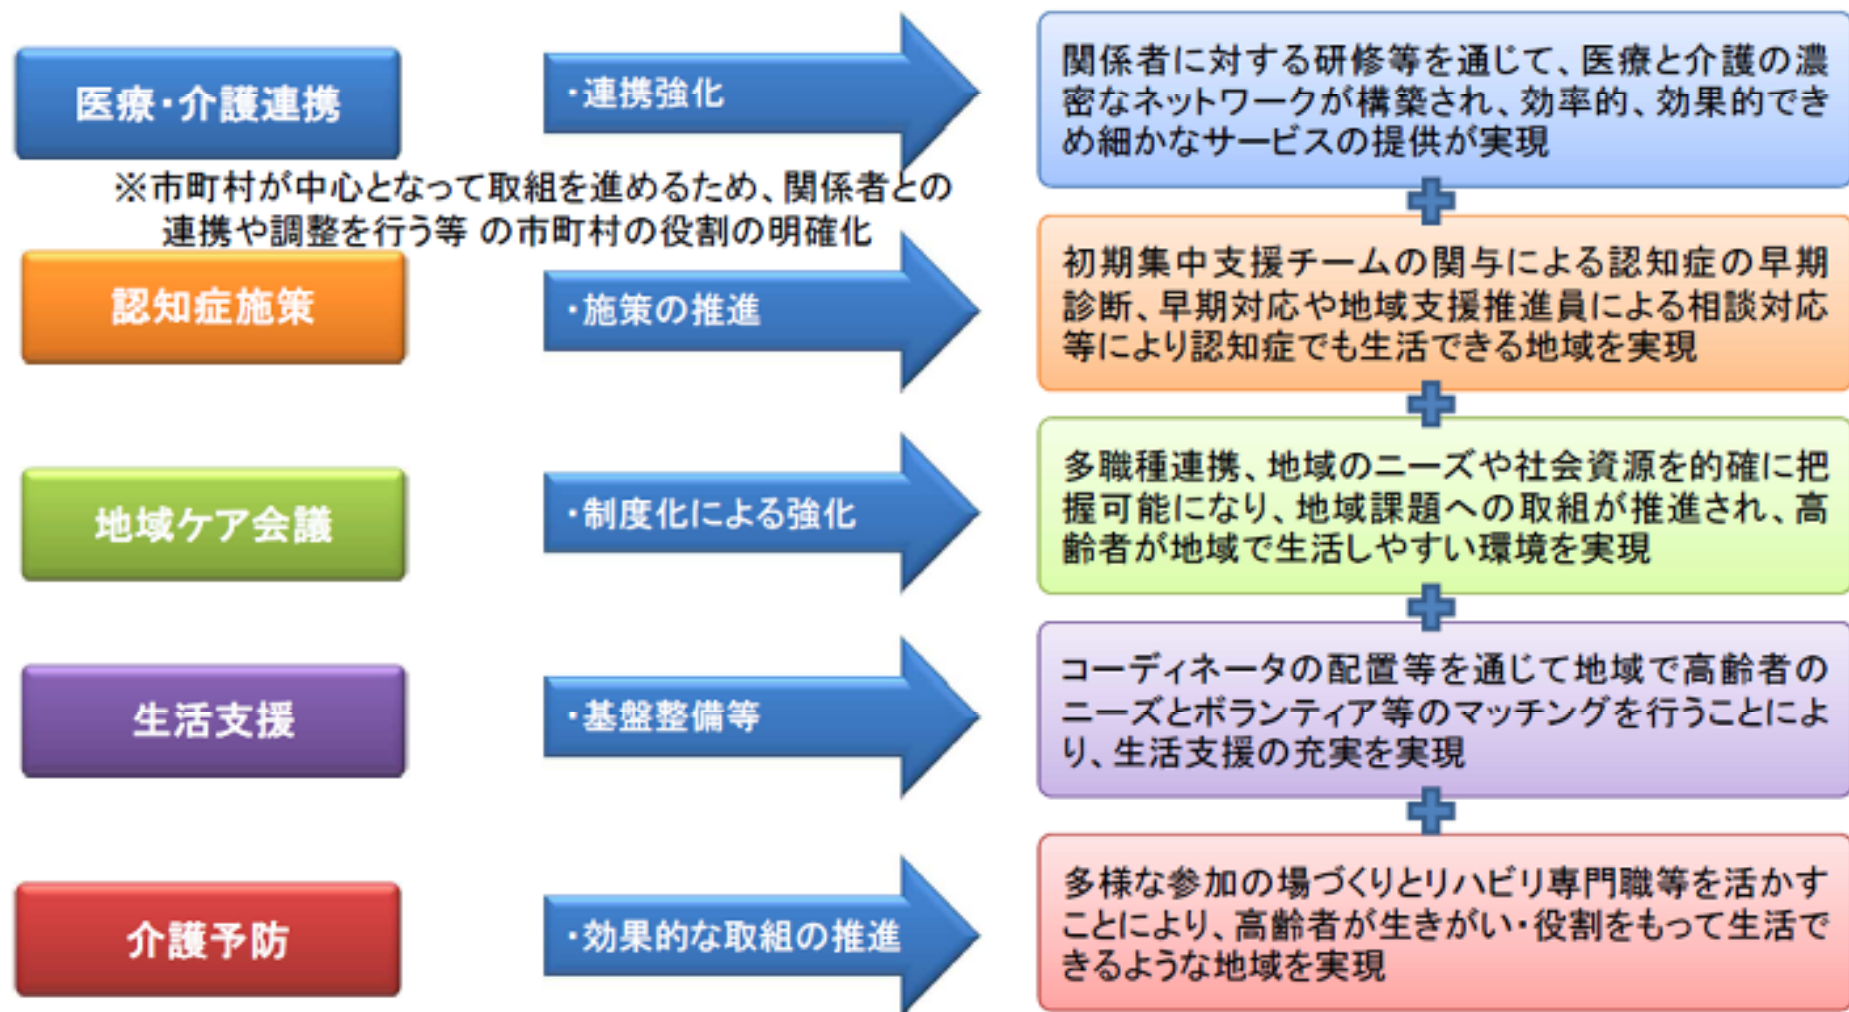 医療・介護連携
・連携強化
関係者に対する研修等を通じて、医療と介護の濃
密なネットワークが構築され、効率的、効果的でき
め細かなサービスの提供が実現
※市町村が中心となって取組を進めるため、関係者との
連携や調整を行う等 の市町村の役割の明確化
認知症施策
・施策の推進
初期集中支援チームの関与による認知症の早期
診断、早期対応や地域支援推進員による相談対応
等により認知症でも生活できる地域を実現
地域ケア会議
・制度化による強化
多職種連携、地域のニーズや社会資源を的確に把
握可能になり、地域課題への取組が推進され、高
齢者が地域で生活しやすい環境を実現
生活支援
・基盤整備等
コーディネータの配置等を通じて地域で高齢者の
ニーズとボランティア等のマッチングを行うことによ
り、生活支援の充実を実現
介護予防
・効果的な取組の推進
多様な参加の場づくりとリハビリ専門職等を活かす
ことにより、高齢者が生きがい・役割をもって生活で
きるような地域を実現